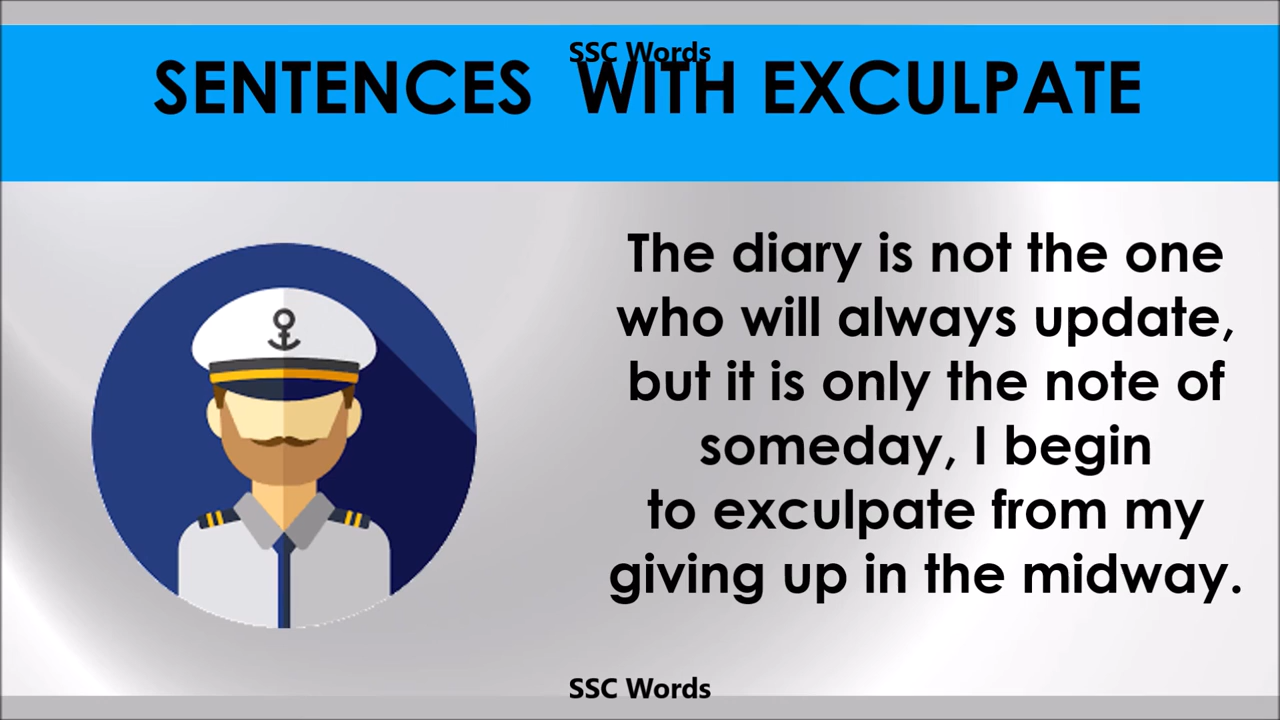 SSC Words
SENTENCES WITH EXCULPATE
The diary is not the one
who will always update,
but it is only the note of
someday, I begin
to exculpate from my
giving up in the midway.
SSC Words